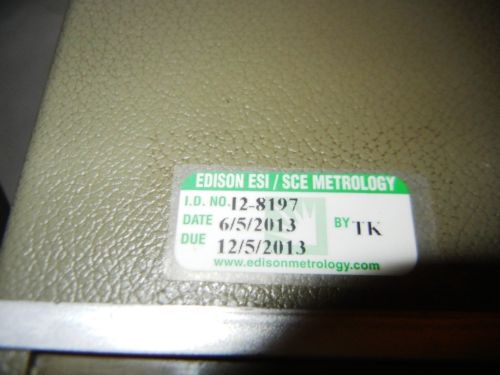 EDISON ESI / SCE METROLOGY
I.D. NO. I2-8197
DATE 6/5/2013 BY TK
DUE 12/5/2013
www.edisonmetrology.com